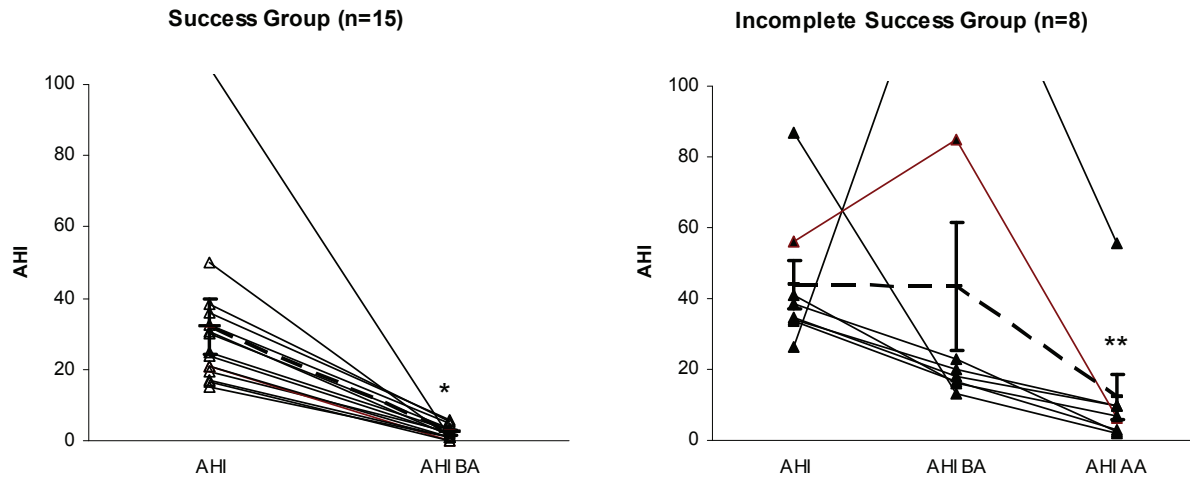 Success Group (n=15)
100
80
60
40
20
0
AHI
*
AHI
AHI BA
Incomplete Success Group (n=8)
100
80
60
40
20
0
AHI
**
AHI
AHI BA
AHI AA